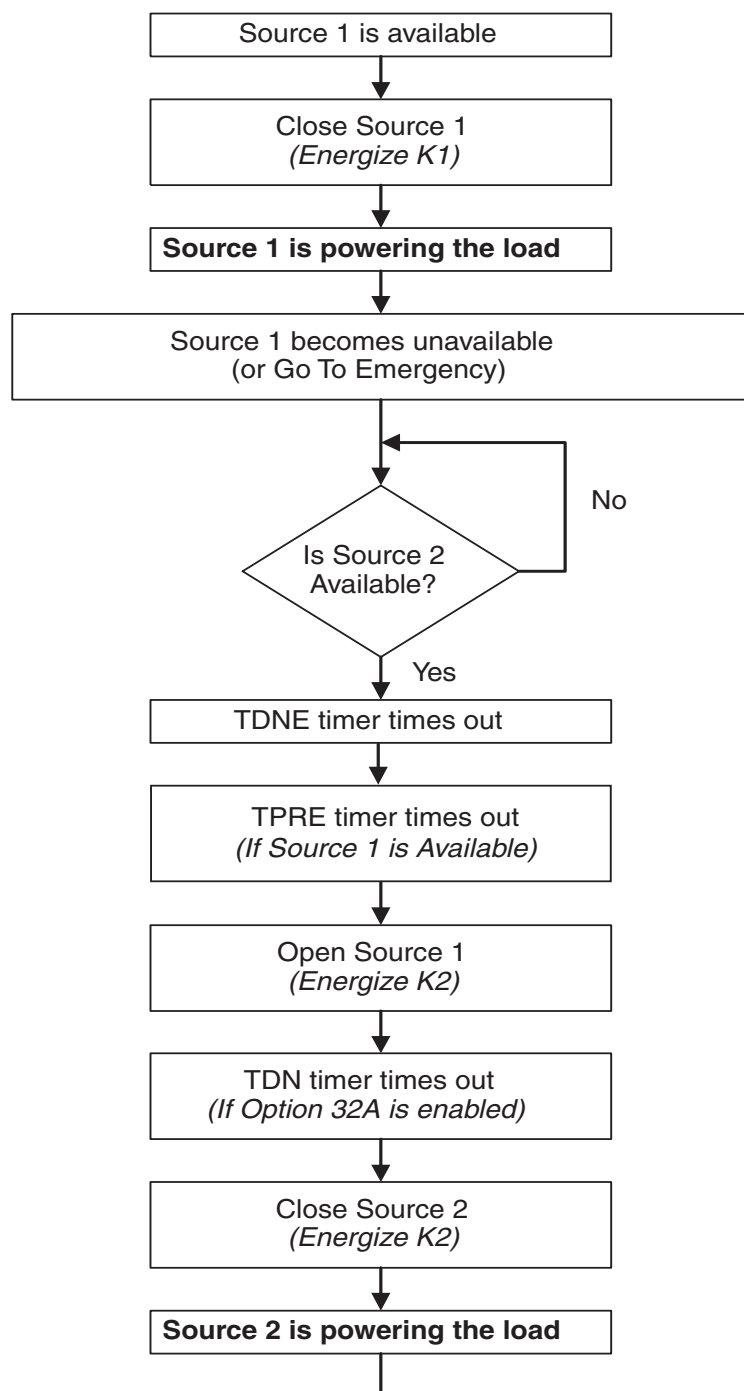 Source 1 is available
Close Source 1
(Energize K1)
Source 1 is powering the load
Source 1 becomes unavailable
(or Go To Emergency)
No
Is Source 2
Available?
Yes
TDNE timer times out
TPRE timer times out
(If Source 1 is Available)
Open Source 1
(Energize K2)
TDN timer times out
(If Option 32A is enabled)
Close Source 2
(Energize K2)
Source 2 is powering the load